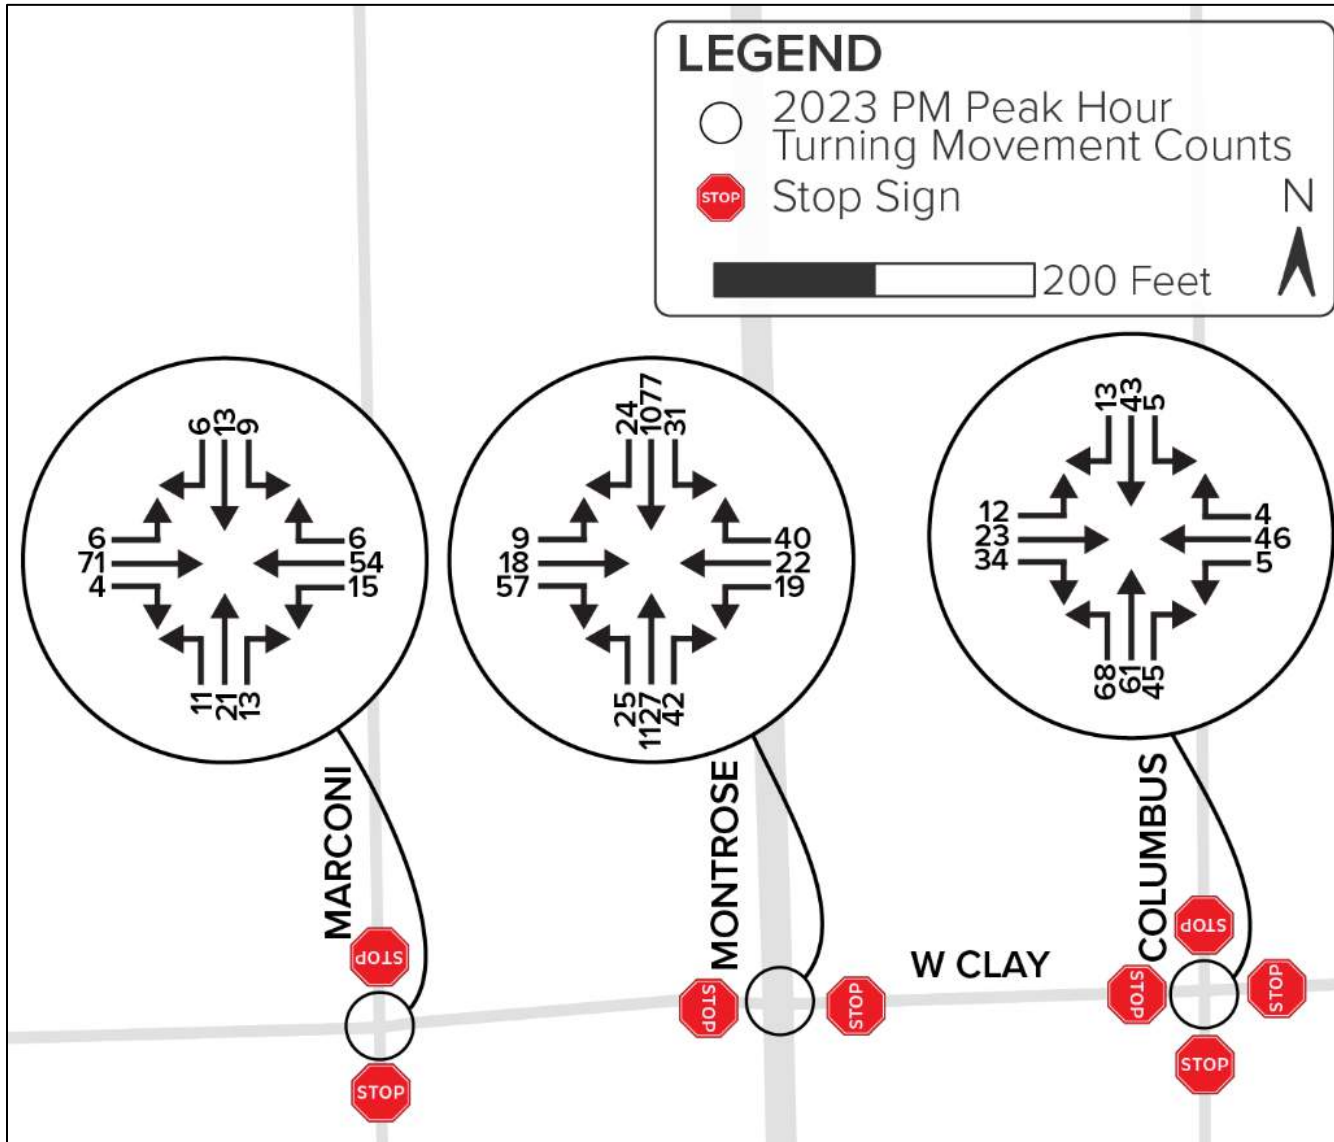 LEGEND
2023 PM Peak Hour
Turning Movement Counts
STOP
Stop Sign
N
200 Feet
6
13
9
6
71
4
6
54
15
11
21
13
24
1077
31
9
18
57
40
22
19
25
1127
42
13
43
5
12
23
34
4
46
5
68
61
45
MARCONI
MONTROSE
COLUMBUS
W CLAY
STOP
STOP
STOP
STOP
STOP
STOP
STOP
STOP